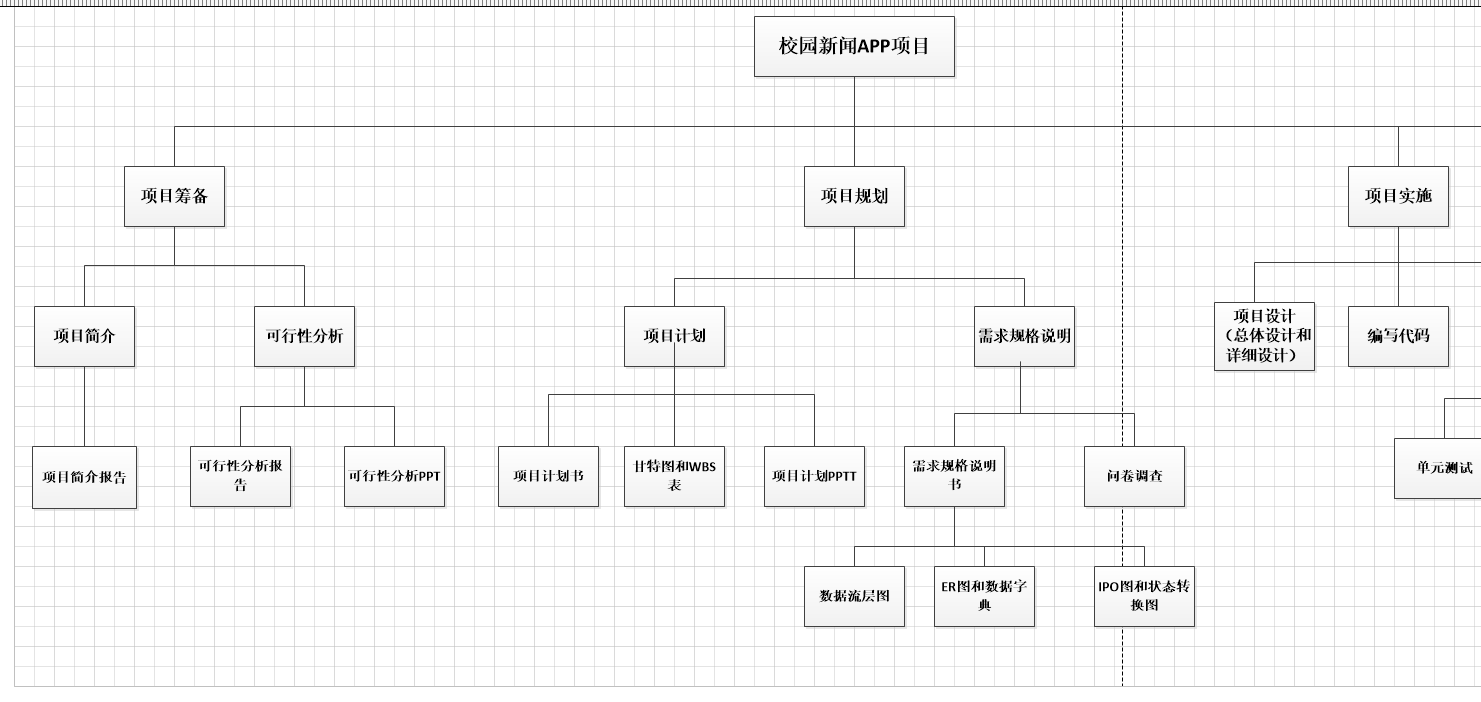 校园新闻APP项目
项目筹备
项目规划
项目实施
项目简介
可行性分析
项目计划
需求规格说明
项目设计
（总体设计和
详细设计）
编写代码
项目简介报告
可行性分析报
告
可行性分析PPT
项目计划书
甘特图和WBS
表
项目计划PPTT
需求规格说明
书
问卷调查
单元测试
数据流层图
ER图和数据字
典
IPO图和状态转
换图